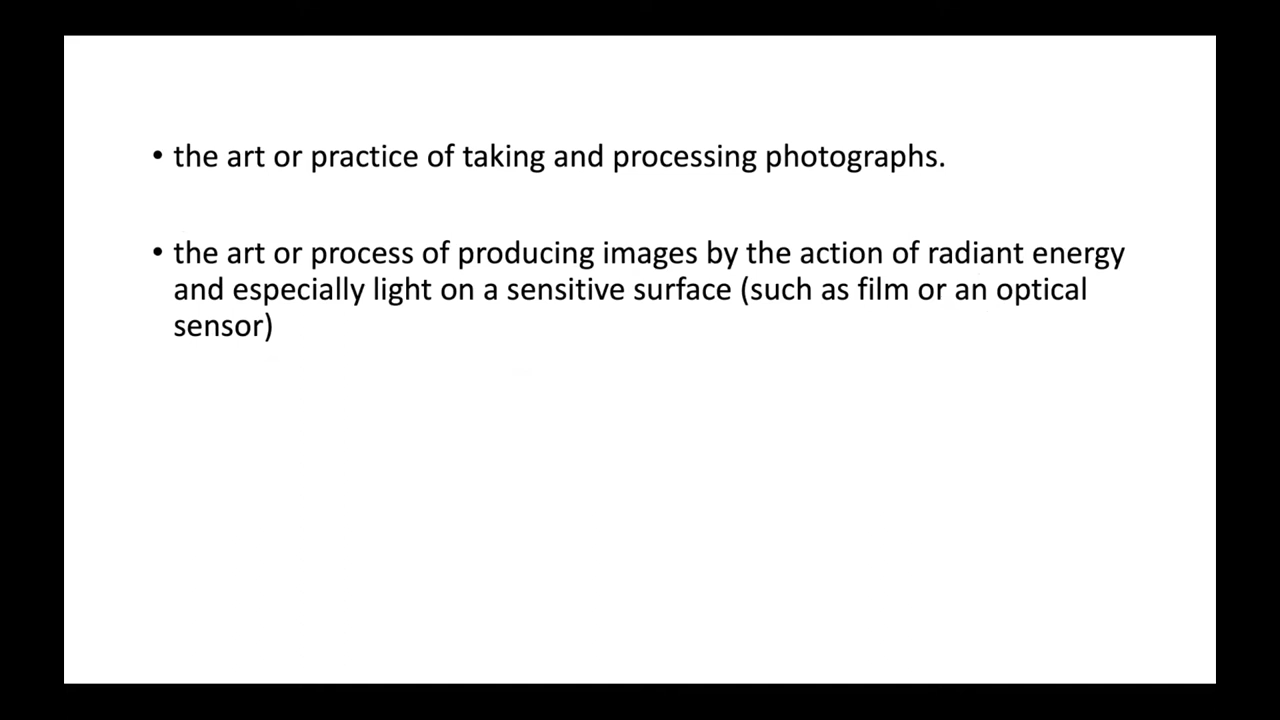 • the art or practice of taking and processing photographs.
• the art or process of producing images by the action of radiant energy
and especially light on a sensitive surface (such as film or an optical
sensor)